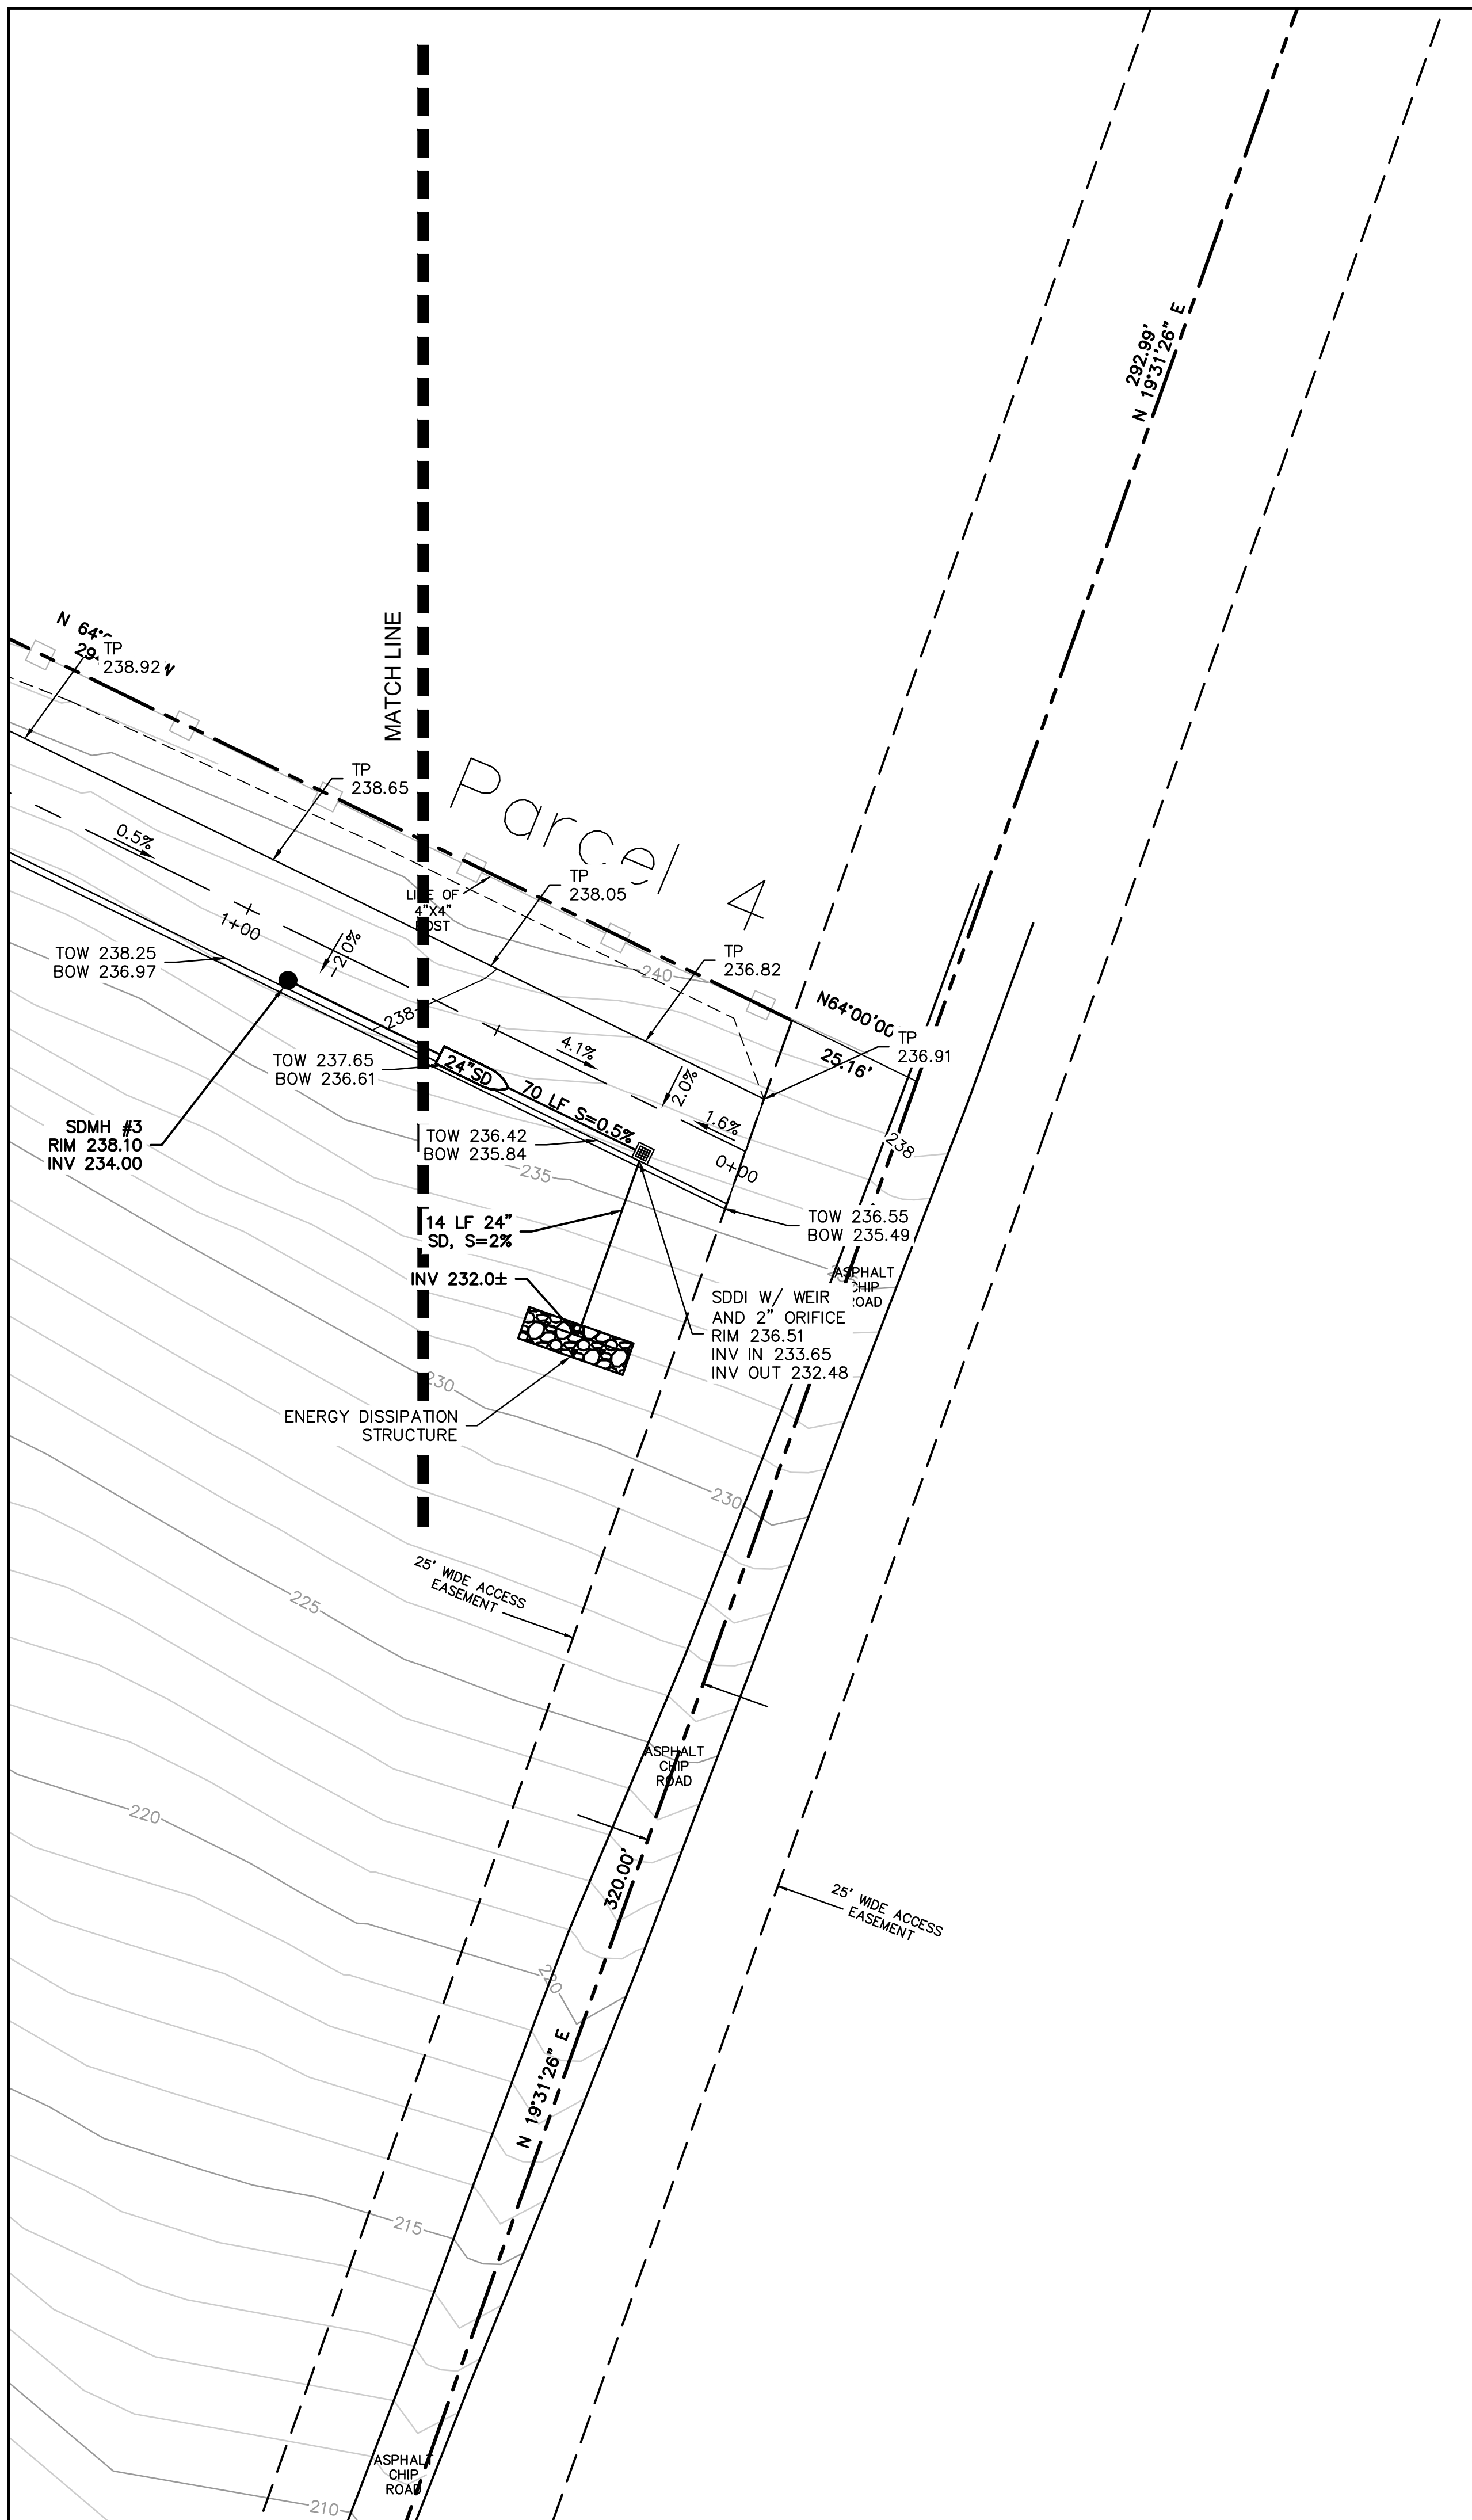 292.99'
N 19°31'26" E
MATCH LINE
TP
238.92
TP
238.65
Parcel 4
0.5%
TP
238.05
4"X4"
1+00
2.0%
TOW 238.25
BOW 236.97
TP
236.82
240
N64°00'00
25.16'
TP
236.91
238
4.1%
TOW 237.65
BOW 236.61
24"SD
70 LF S=0.5%
2.0%
1.6%
0+00
SDMH #3
RIM 238.10
INV 234.00
TOW 236.42
BOW 235.84
235
238
14 LF 24"
SD, S=2%
TOW 236.55
BOW 235.49
INV 232.0±
ASPHALT
CHIP
ROAD
SDDI W/ WEIR
AND 2" ORIFICE
RIM 236.51
INV IN 233.65
INV OUT 232.48
230
ENERGY DISSIPATION
STRUCTURE
230
25' WIDE ACCESS
EASEMENT
225
ASPHALT
CHIP
ROAD
220
320.00'
25' WIDE ACCESS
EASEMENT
220
N 19°31'26" E
215
ASPHALT
CHIP
ROAD
210